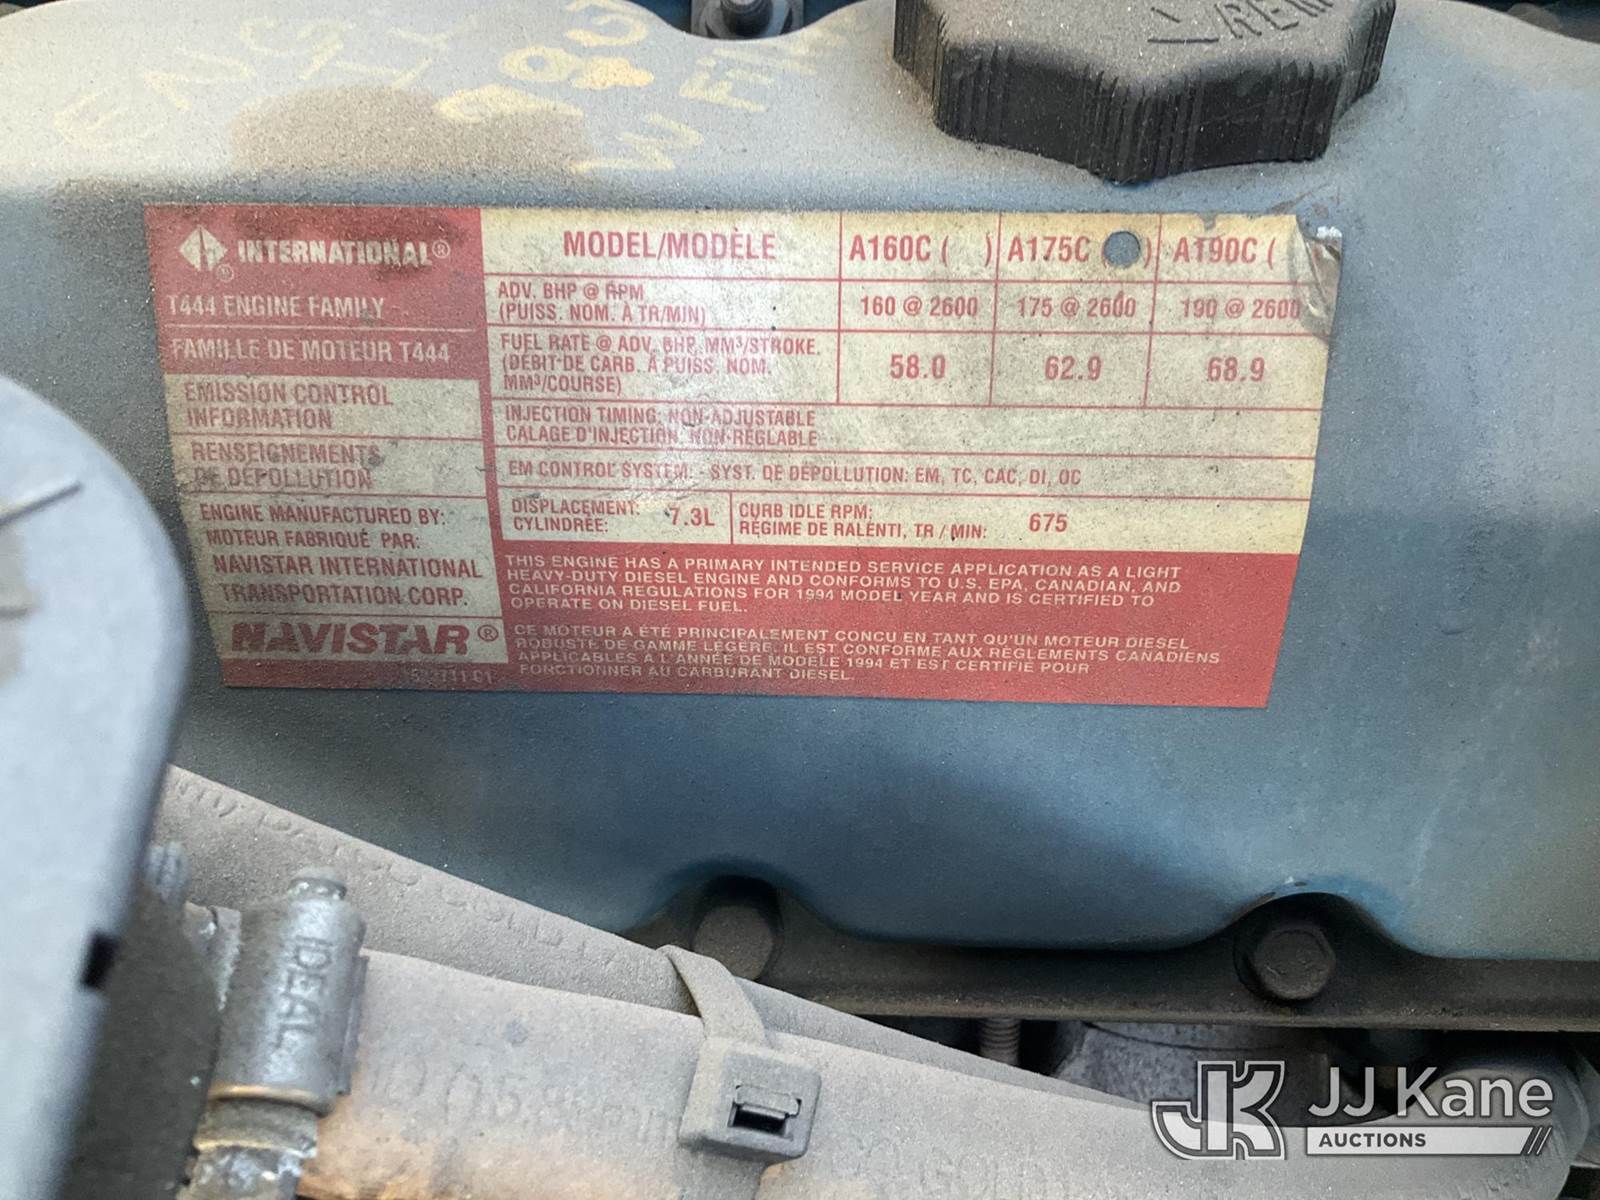 ENG
REM
INTERNATIONAL®
T444 ENGINE FAMILY
FAMILLE DE MOTEUR T444
EMISSION CONTROL
INFORMATION
RENSEIGNEMENTS
DE DÉPOLLUTION
ENGINE MANUFACTURED BY:
MOTEUR FABRIQUÉ PAR:
NAVISTAR INTERNATIONAL
TRANSPORTATION CORP.
NAVISTAR®
MODEL/MODÈLE A160C ( ) A175C ) A190C (
ADV. BHP @ RPM
(PUISS. NOM. À TR/MIN) 160 @ 2600 175 @ 2600 190 @ 2600
FUEL RATE @ ADV. BHP, MM³/STROKE.
(DÉBIT DE CARB. À PUISS. NOM.
MM³/COURSE) 58.0 62.9 68.9
INJECTION TIMING: NON-ADJUSTABLE
CALAGE D'INJECTION: NON-RÉGLABLE
EM CONTROL SYSTEM: - SYST. DE DÉPOLLUTION: EM, TC, CAC, DI, OC
DISPLACEMENT:
CYLINDRÉE: 7.3L
CURB IDLE RPM:
RÉGIME DE RALENTI, TR / MIN: 675
THIS ENGINE HAS A PRIMARY INTENDED SERVICE APPLICATION AS A LIGHT
HEAVY-DUTY DIESEL ENGINE AND CONFORMS TO U.S. EPA, CANADIAN, AND
CALIFORNIA REGULATIONS FOR 1994 MODEL YEAR AND IS CERTIFIED TO
OPERATE ON DIESEL FUEL.
CE MOTEUR A ÉTÉ PRINCIPALEMENT CONCU EN TANT QU'UN MOTEUR DIESEL
ROBUSTE DE GAMME LÉGÈRE. IL EST CONFORME AUX RÈGLEMENTS CANADIENS
APPLICABLES À L'ANNÉE DE MODÈLE 1994 ET EST CERTIFIÉ POUR
FONCTIONNER AU CARBURANT DIESEL.
IDEAL
JK JJ Kane
AUCTIONS